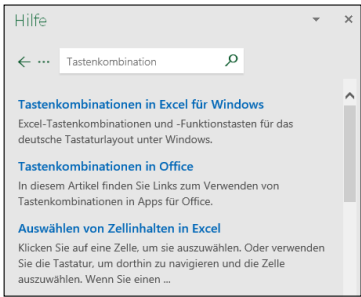 Hilfe
Tastenkombination
Tastenkombinationen in Excel für Windows
Excel-Tastenkombinationen und -Funktionstasten für das
deutsche Tastaturlayout unter Windows.
Tastenkombinationen in Office
In diesem Artikel finden Sie Links zum Verwenden von
Tastenkombinationen in Apps für Office.
Auswählen von Zellinhalten in Excel
Klicken Sie auf eine Zelle, um sie auszuwählen. Oder verwenden
Sie die Tastatur, um dorthin zu navigieren und die Zelle
auszuwählen. Wenn Sie einen ...